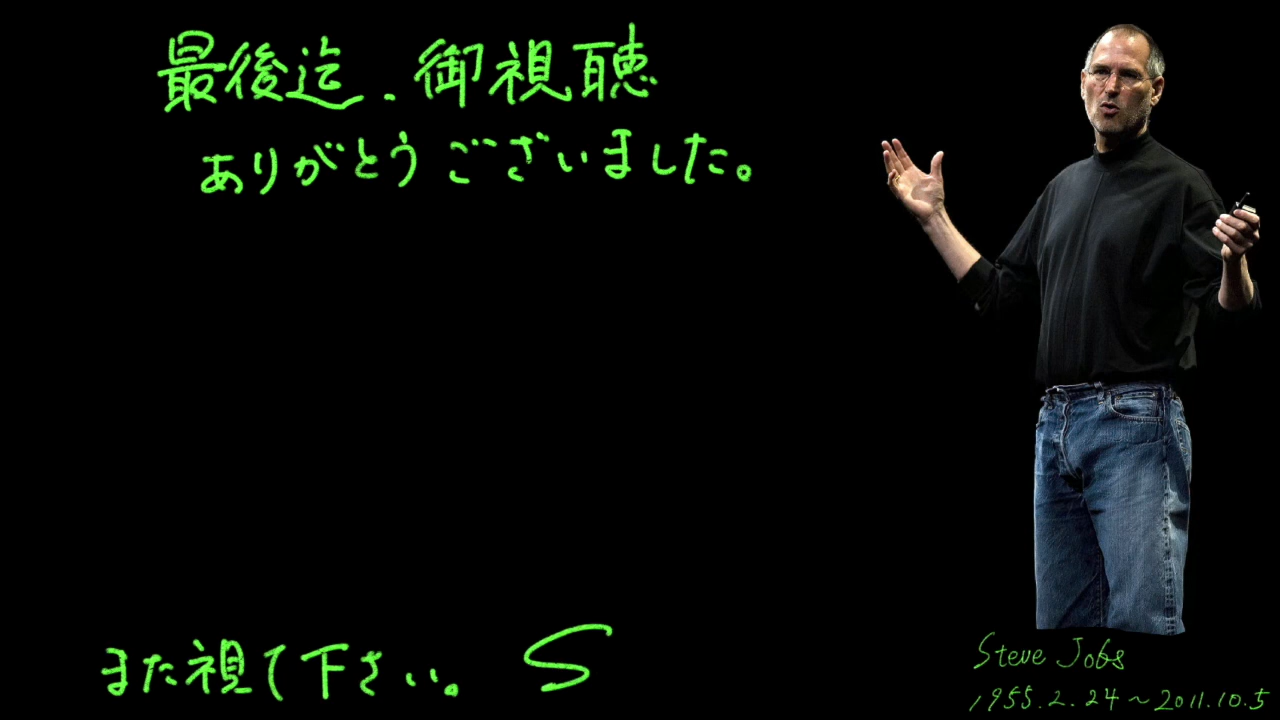 最後迄、御視聴
ありがとうございました。
また視て下さい。 S
Steve Jobs
1955.2.24～2011.10.5